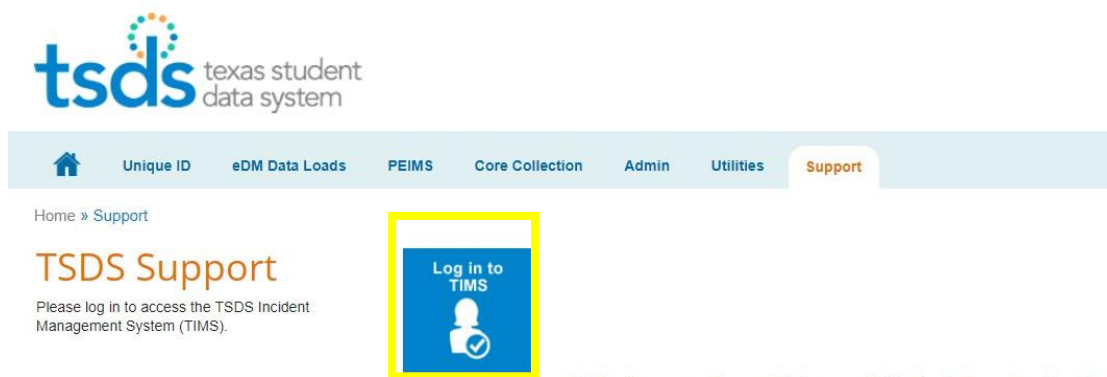 tsds texas student
data system
Unique ID eDM Data Loads PEIMS Core Collection Admin Utilities Support
Home » Support
TSDS Support
Please log in to access the TSDS Incident
Management System (TIMS).
Log in to
TIMS